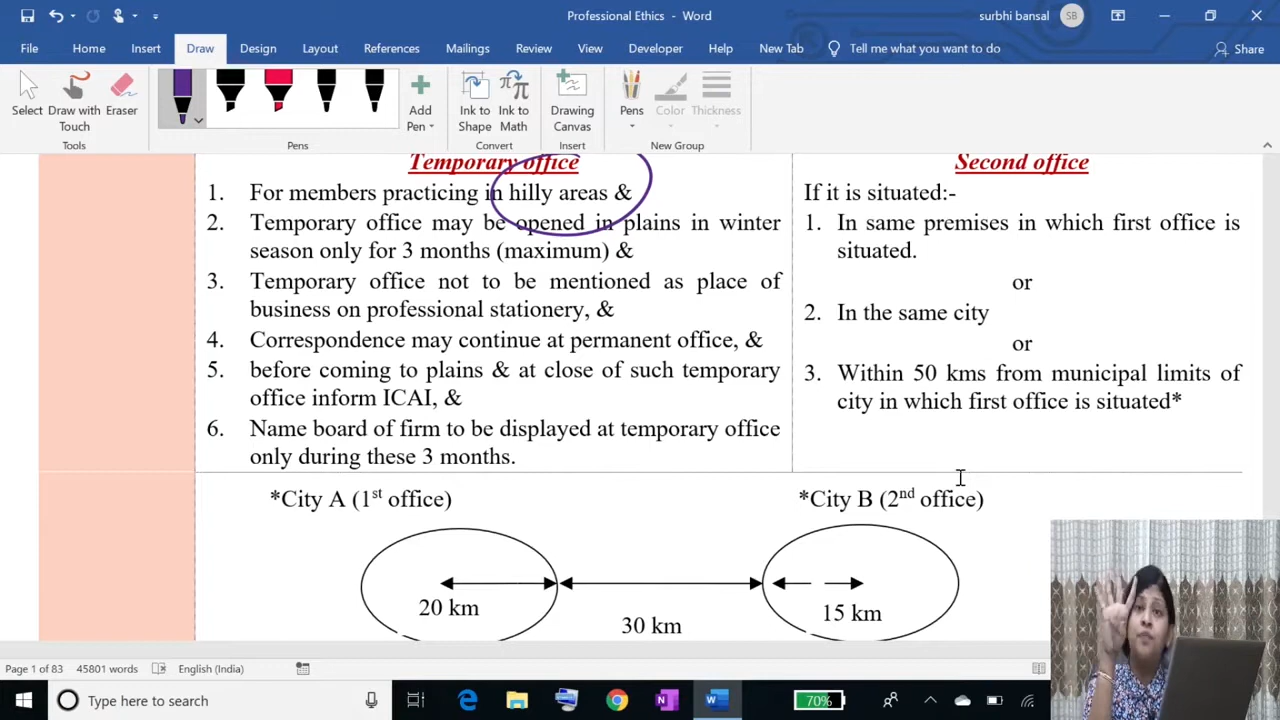 Professional Ethics - Word
surbhi bansal
SB
File Home Insert Draw Design Layout References Mailings Review View Developer Help New Tab Tell me what you want to do Share
Select
Draw with Touch
Eraser
Add Pen
Ink to Shape
Ink to Math
Drawing Canvas
Pens
Color
Thickness
Tools
Pens
Convert
Insert
New Group
Temporary office
1. For members practicing in hilly areas &
2. Temporary office may be opened in plains in winter
season only for 3 months (maximum) &
3. Temporary office not to be mentioned as place of
business on professional stationery, &
4. Correspondence may continue at permanent office, &
5. before coming to plains & at close of such temporary
office inform ICAI, &
6. Name board of firm to be displayed at temporary office
only during these 3 months.
Second office
If it is situated:-
1. In same premises in which first office is
situated.
or
2. In the same city
or
3. Within 50 kms from municipal limits of
city in which first office is situated*
*City A (1st office)
*City B (2nd office)
20 km
30 km
15 km
Page 1 of 83 45801 words English (India)
Type here to search
70%